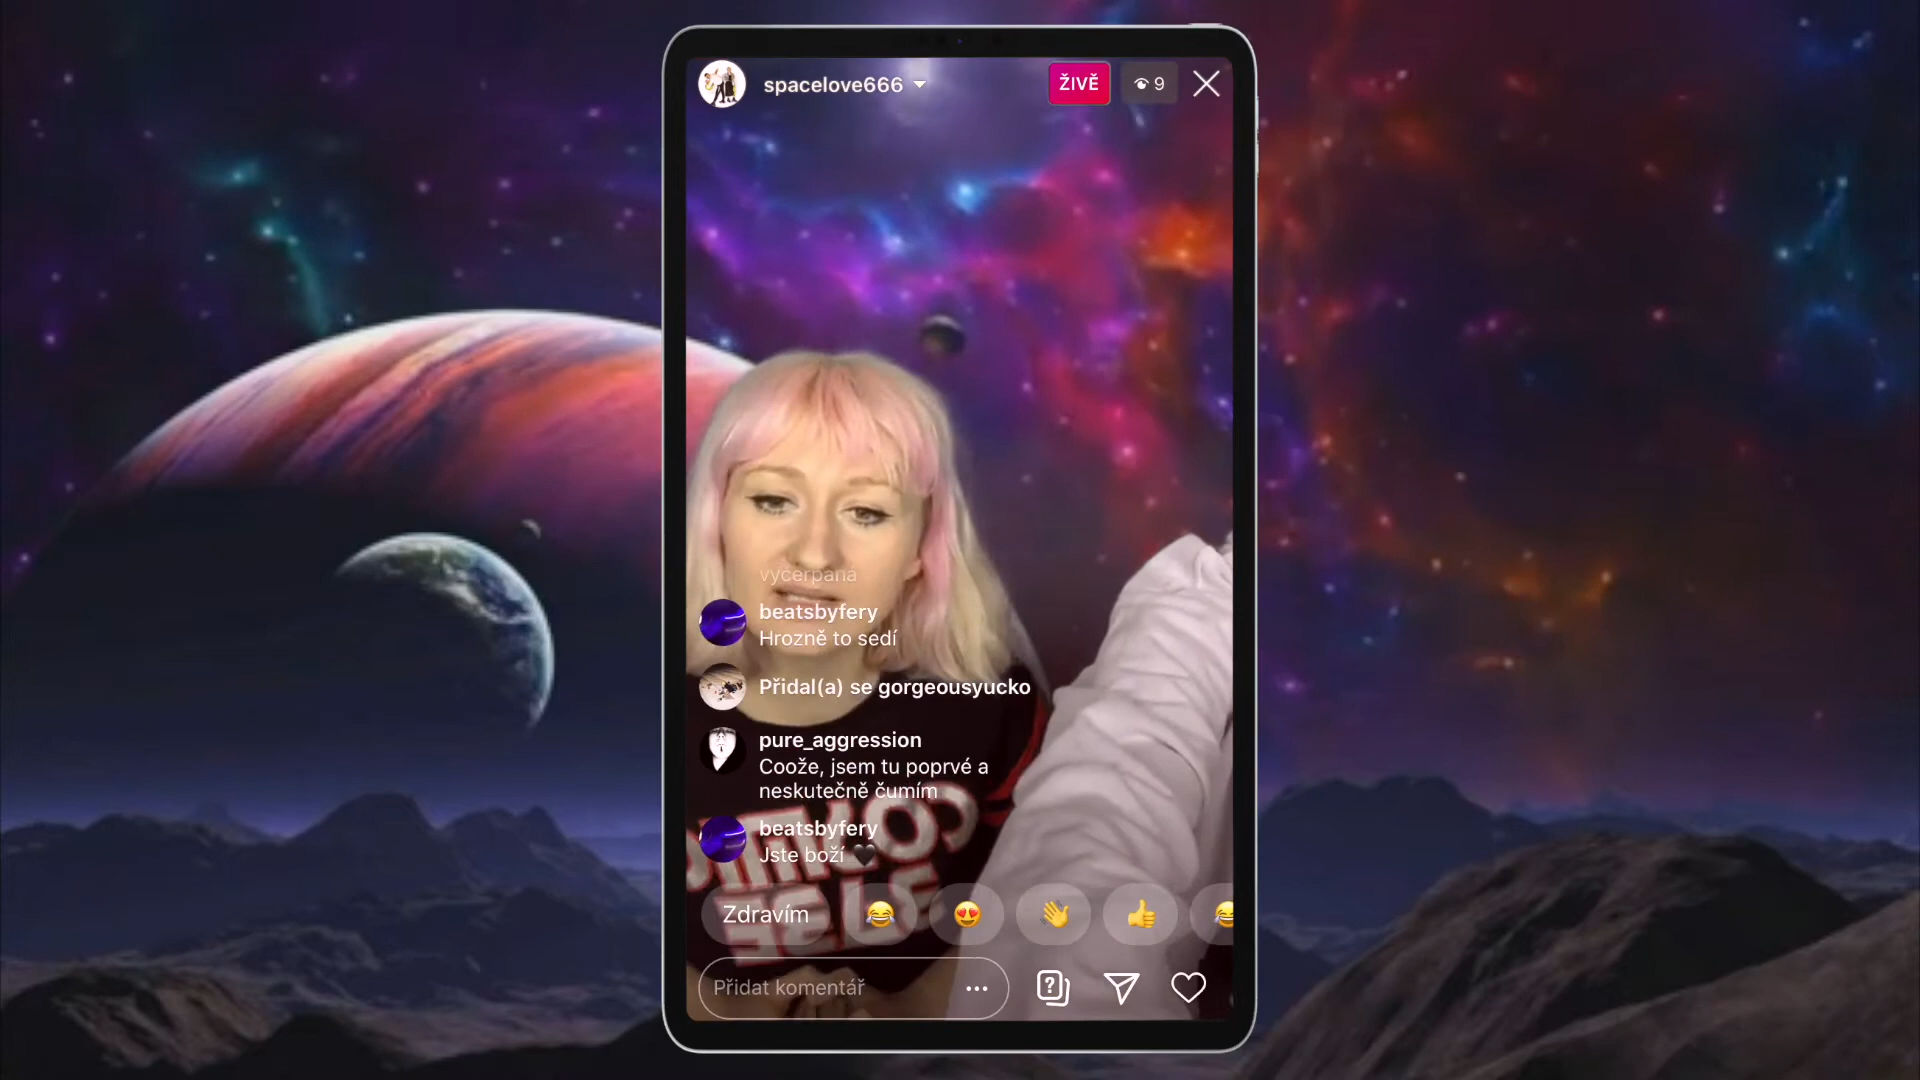 spacelove666
ŽIVĚ
9
vyčerpaná
beatsbyfery
Hrozně to sedí
Přidal(a) se gorgeousyucko
pure_aggression
Coože, jsem tu poprvé a
neskutečně čumím
beatsbyfery
Jste boží 🖤
Zdravím
Přidat komentář